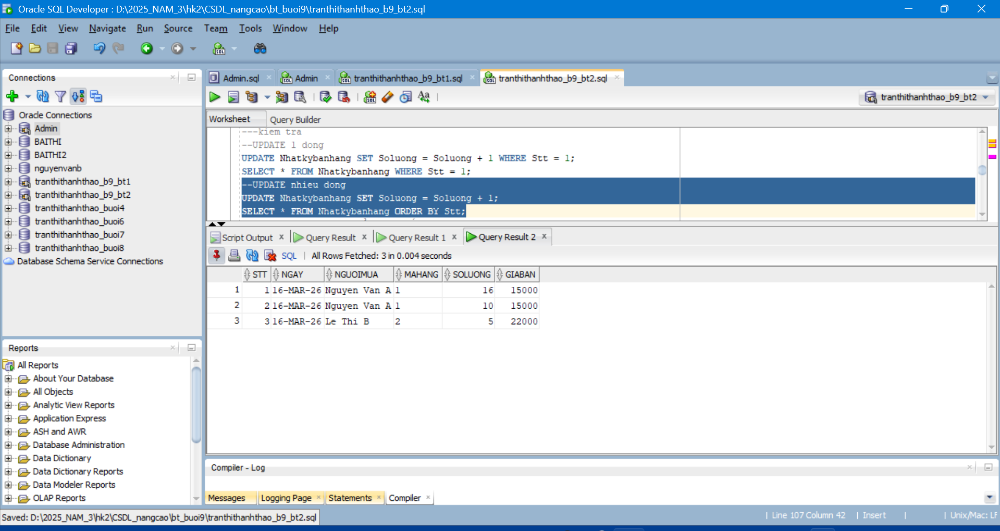 Oracle SQL Developer : D:\2025_NAM_3\hk2\CSDL_nangcao\bt_buoi9\tranthithanhthao_b9_bt2.sql
File Edit View Navigate Run Source Team Tools Window Help
Connections
Oracle Connections
Admin
BAITHI
BAITHI2
nguyenvanb
tranthithanhthao_b9_bt1
tranthithanhthao_b9_bt2
tranthithanhthao_buoi4
tranthithanhthao_buoi6
tranthithanhthao_buoi7
tranthithanhthao_buoi8
Database Schema Service Connections
Reports
All Reports
About Your Database
All Objects
Analytic View Reports
Application Express
ASH and AWR
Database Administration
Data Dictionary
Data Dictionary Reports
Data Modeler Reports
OLAP Reports
Admin.sql Admin tranthithanhthao_b9_bt1.sql tranthithanhthao_b9_bt2.sql
tranthithanhthao_b9_bt2
Worksheet Query Builder
---kiem tra
--UPDATE 1 dong
UPDATE Nhatkybanhang SET Soluong = Soluong + 1 WHERE Stt = 1;
SELECT * FROM Nhatkybanhang WHERE Stt = 1;
--UPDATE nhieu dong
UPDATE Nhatkybanhang SET Soluong = Soluong + 1;
SELECT * FROM Nhatkybanhang ORDER BY Stt;
Script Output Query Result Query Result 1 Query Result 2
SQL All Rows Fetched: 3 in 0.004 seconds
STT NGAY NGUOIMUA MAHANG SOLUONG GIABAN
1 1 16-MAR-26 Nguyen Van A 1 16 15000
2 2 16-MAR-26 Nguyen Van A 1 10 15000
3 3 16-MAR-26 Le Thi B 2 5 22000
Compiler - Log
Messages Logging Page Statements Compiler
Saved: D:\2025_NAM_3\hk2\CSDL_nangcao\bt_buoi9\tranthithanhthao_b9_bt2.sql
Line 107 Column 42 Insert Unix/Mac: LF